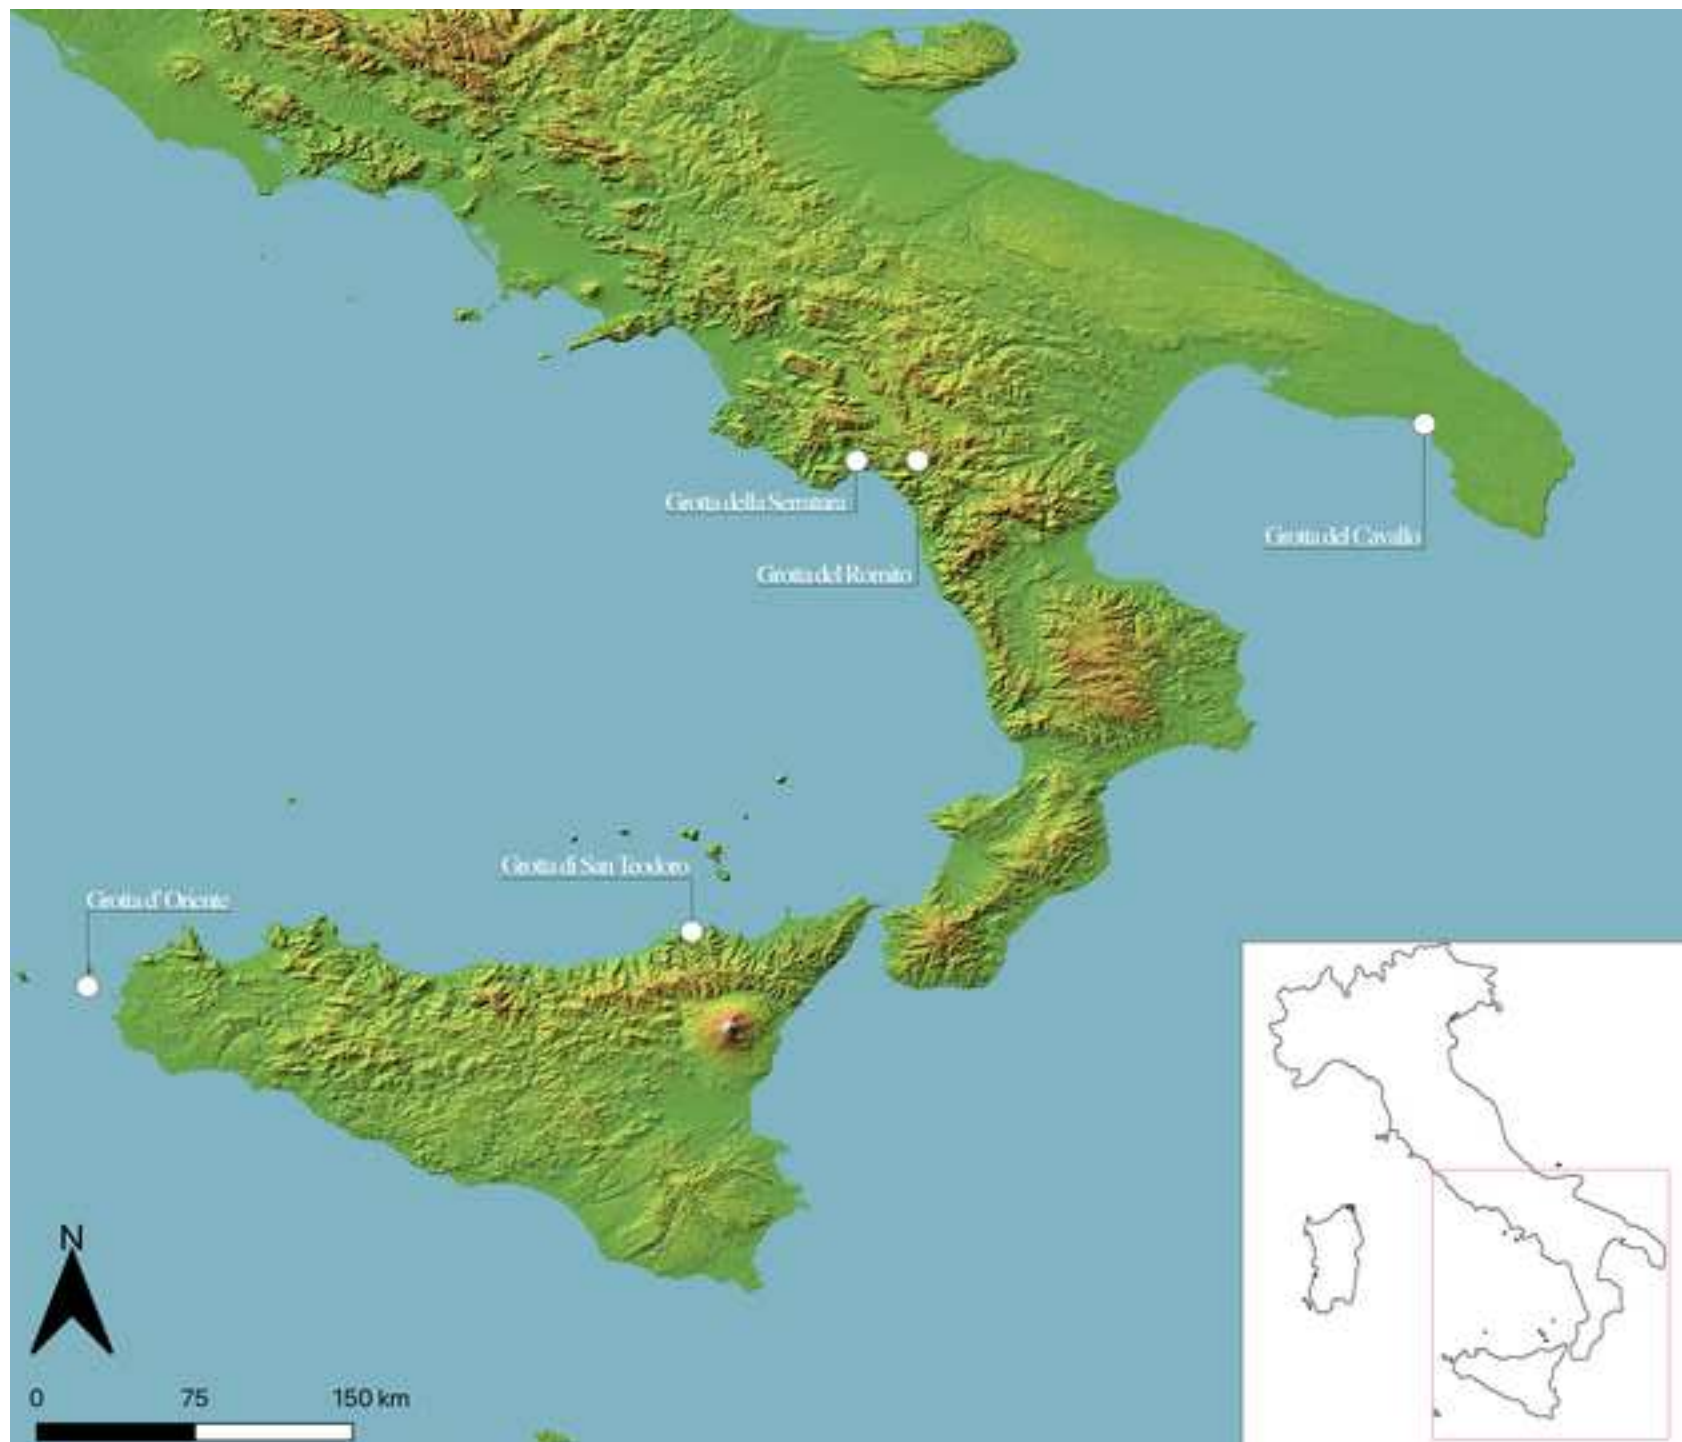 Grotta della Serratura
Grotta del Cavallo
Grotta del Romito
Grotta di San Teodoro
Grotta d'Oriente
N
0 75 150 km